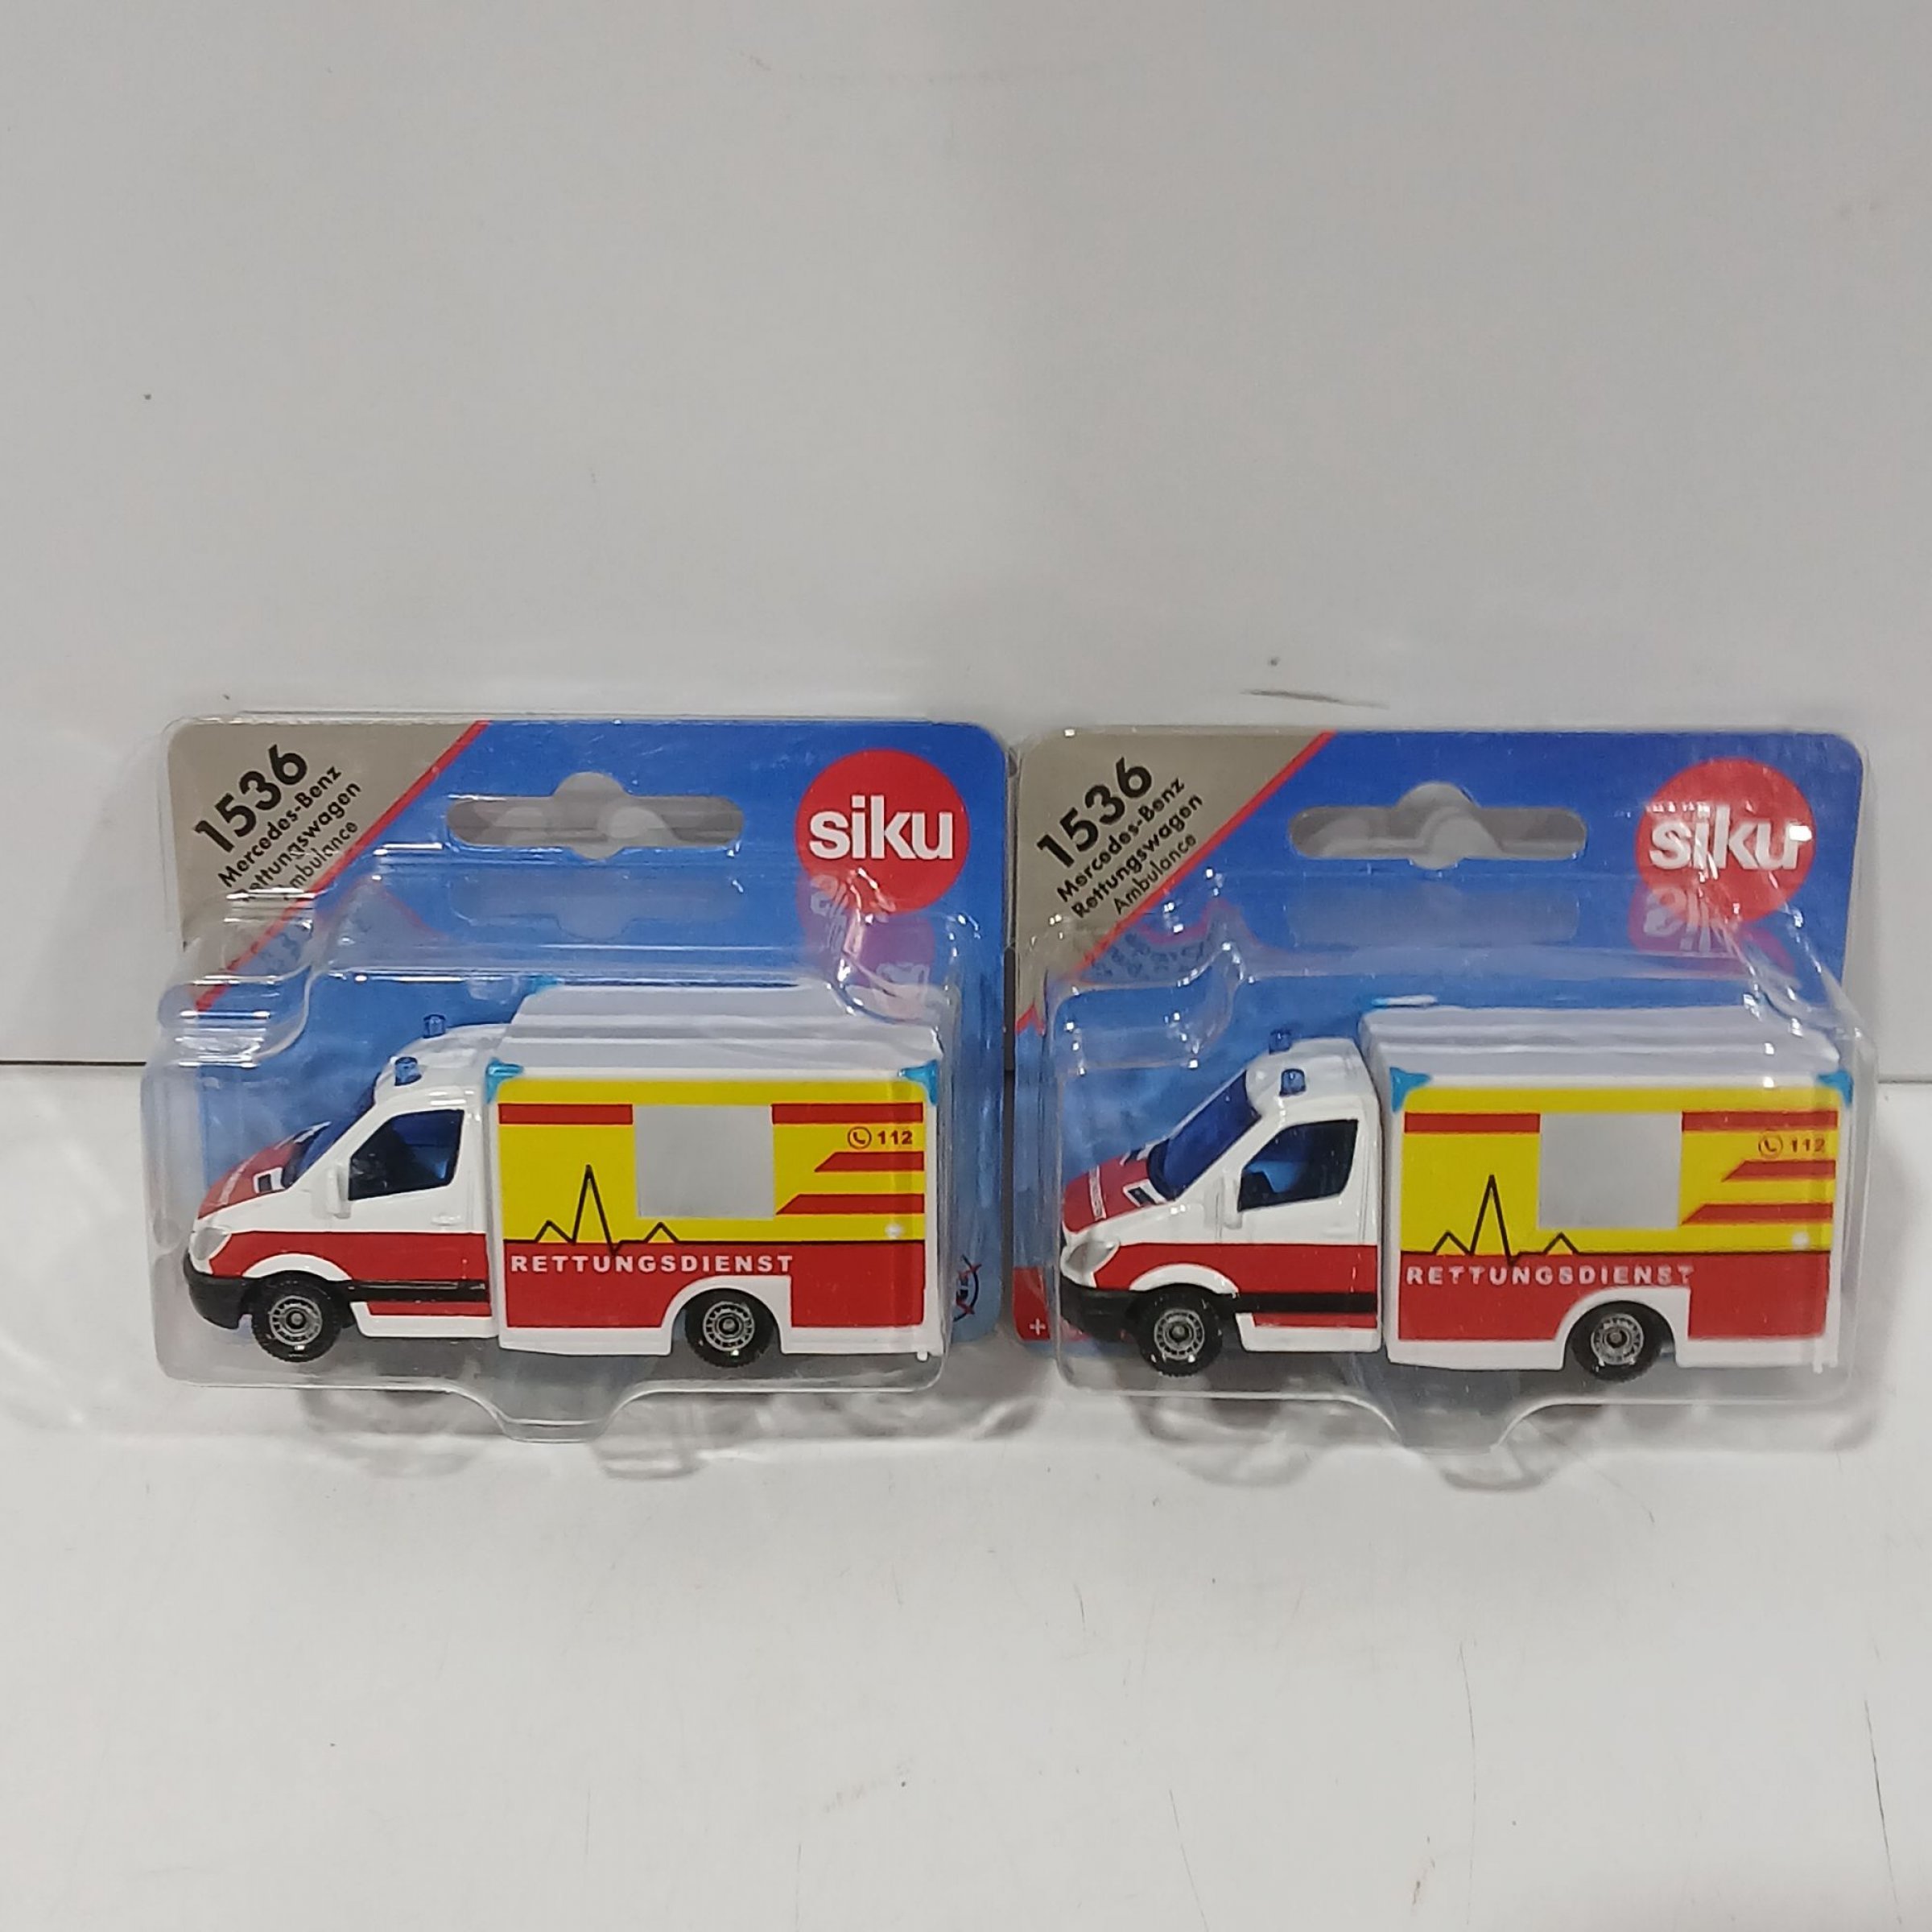 1536
Mercedes-Benz
Rettungswagen
Ambulance
siku
112
RETTUNGSDIENST
1536
Mercedes-Benz
Rettungswagen
Ambulance
siku
112
RETTUNGSDIENST